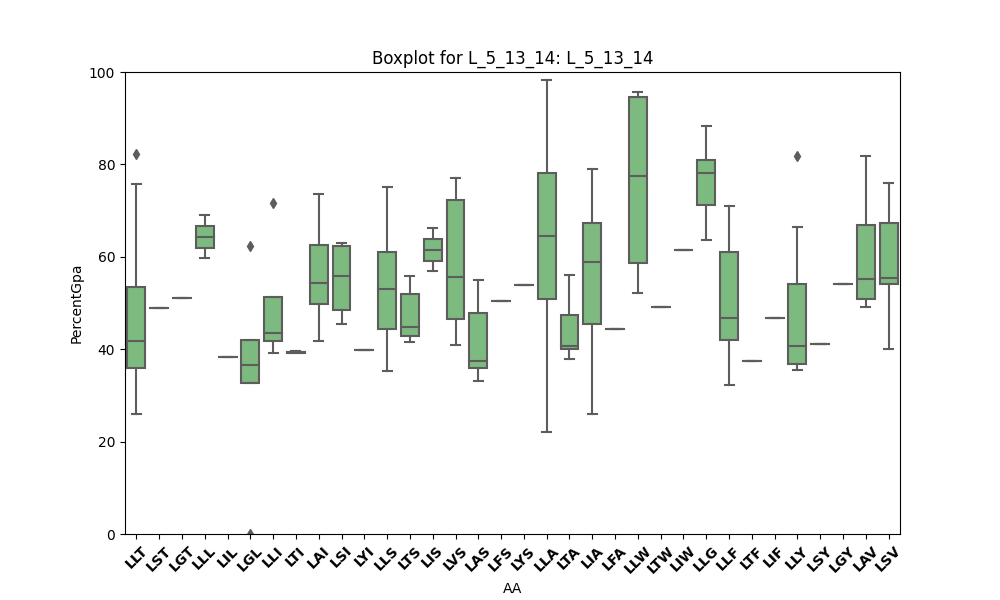 Boxplot for L_5_13_14: L_5_13_14
100
80
60
40
20
0
PercentGpa
LLT LST LGT LLL LIL LGL LLI LTI LAI LSI LYI LLS LTS LIS LVS LAS LFS LYS LLA LTA LIA LFA LLW LTW LIW LLG LLF LTF LIF LLY LSY LGY LAV LSV
AA